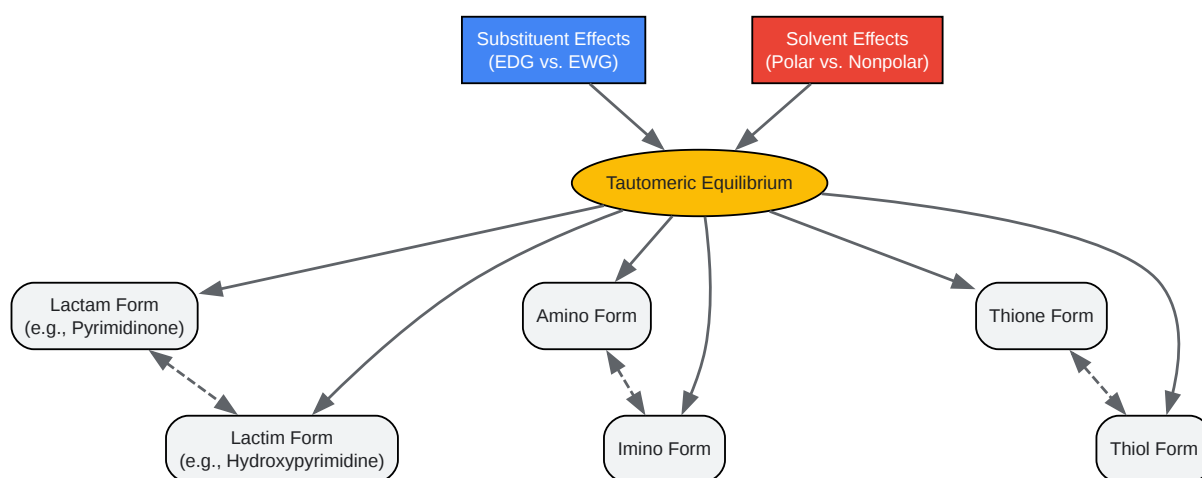 Substituent Effects
(EDG vs. EWG)
Solvent Effects
(Polar vs. Nonpolar)
Tautomeric Equilibrium
Lactam Form
(e.g., Pyrimidinone)
Amino Form
Thione Form
Lactim Form
(e.g., Hydroxypyrimidine)
Imino Form
Thiol Form